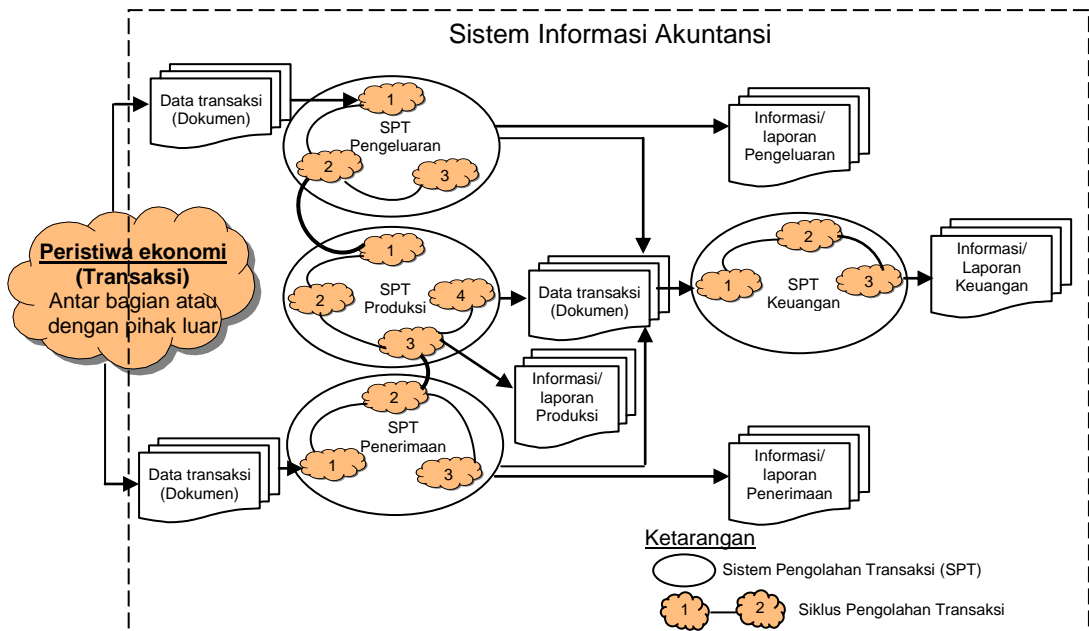 Sistem Informasi Akuntansi
Data transaksi
(Dokumen)
1
SPT
Pengeluaran
2
3
Informasi/
laporan
Pengeluaran
Peristiwa ekonomi
(Transaksi)
Antar bagian atau
dengan pihak luar
1
2
SPT
Produksi
4
3
Data transaksi
(Dokumen)
1
2
SPT
Keuangan
3
Informasi/
Laporan
Keuangan
Informasi/
laporan
Produksi
2
SPT
Penerimaan
1
3
Data transaksi
(Dokumen)
Informasi/
laporan
Penerimaan
Ketarangan
Sistem Pengolahan Transaksi (SPT)
1
2
Siklus Pengolahan Transaksi